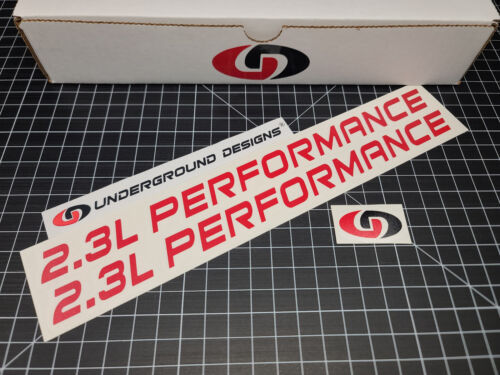 UNDERGROUND DESIGNS®
2.3L PERFORMANCE
2.3L PERFORMANCE